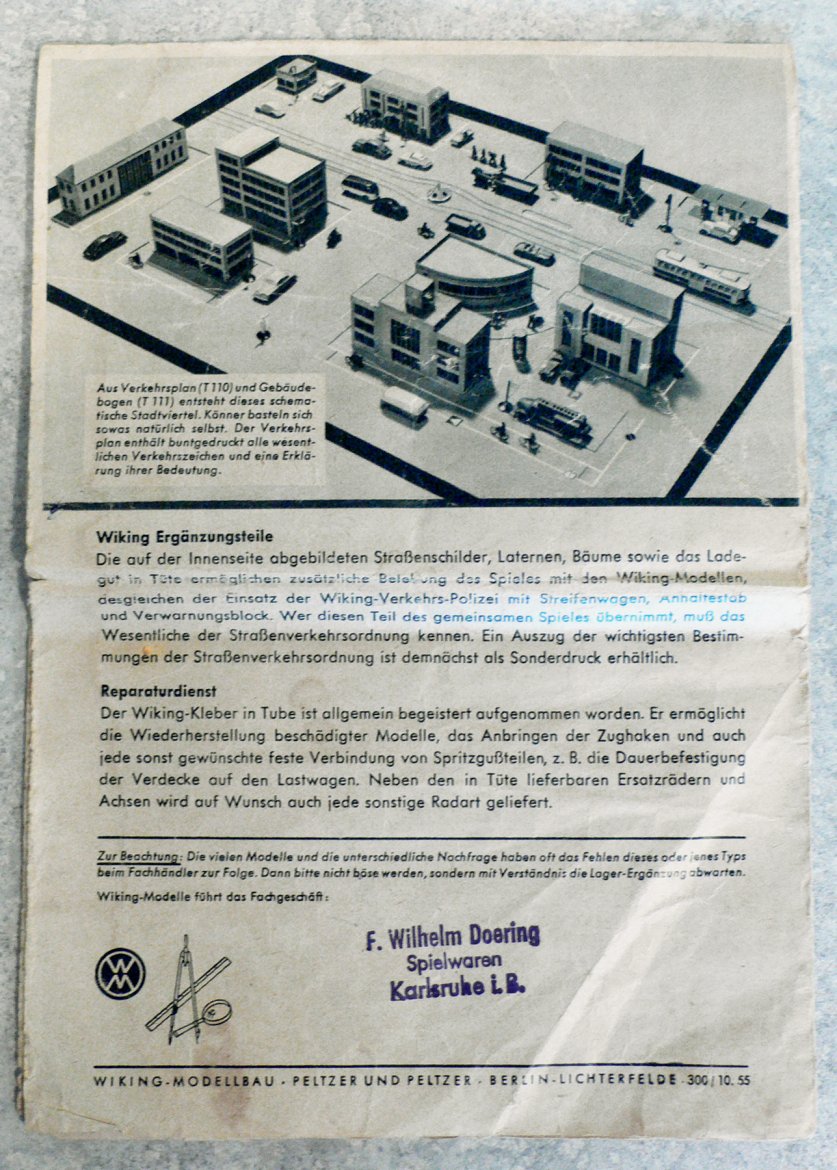 Aus Verkehrsplan (T 110) und Gebäude-
bogen (T 111) entsteht dieses schema-
tische Stadtviertel. Könner basteln sich
sowas natürlich selbst. Der Verkehrs-
plan enthält buntgedruckt alle wesent-
lichen Verkehrszeichen und eine Erklä-
rung ihrer Bedeutung.
Wiking Ergänzungsteile
Die auf der Innenseite abgebildeten Straßenschilder, Laternen, Bäume sowie das Lade-
gut in Tüte ermöglichen zusätzliche Belebung des Spieles mit den Wiking-Modellen,
desgleichen der Einsatz der Wiking-Verkehrs-Polizei mit Streifenwagen, Anhaltestab
und Verwarnungsblock. Wer diesen Teil des gemeinsamen Spieles übernimmt, muß das
Wesentliche der Straßenverkehrsordnung kennen. Ein Auszug der wichtigsten Bestim-
mungen der Straßenverkehrsordnung ist demnächst als Sonderdruck erhältlich.
Reparaturdienst
Der Wiking-Kleber in Tube ist allgemein begeistert aufgenommen worden. Er ermöglicht
die Wiederherstellung beschädigter Modelle, das Anbringen der Zughaken und auch
jede sonst gewünschte feste Verbindung von Spritzgußteilen, z. B. die Dauerbefestigung
der Verdecke auf den Lastwagen. Neben den in Tüte lieferbaren Ersatzrädern und
Achsen wird auf Wunsch auch jede sonstige Radart geliefert.
Zur Beachtung: Die vielen Modelle und die unterschiedliche Nachfrage haben oft das Fehlen dieses oder jenes Typs
beim Fachhändler zur Folge. Dann bitte nicht böse werden, sondern mit Verständnis die Lager-Ergänzung abwarten.
Wiking-Modelle führt das Fachgeschäft:
F. Wilhelm Doering
Spielwaren
Karlsruhe i. B.
WM
WIKING-MODELLBAU · PELTZER UND PELTZER · BERLIN-LICHTERFELDE · 300/10.55